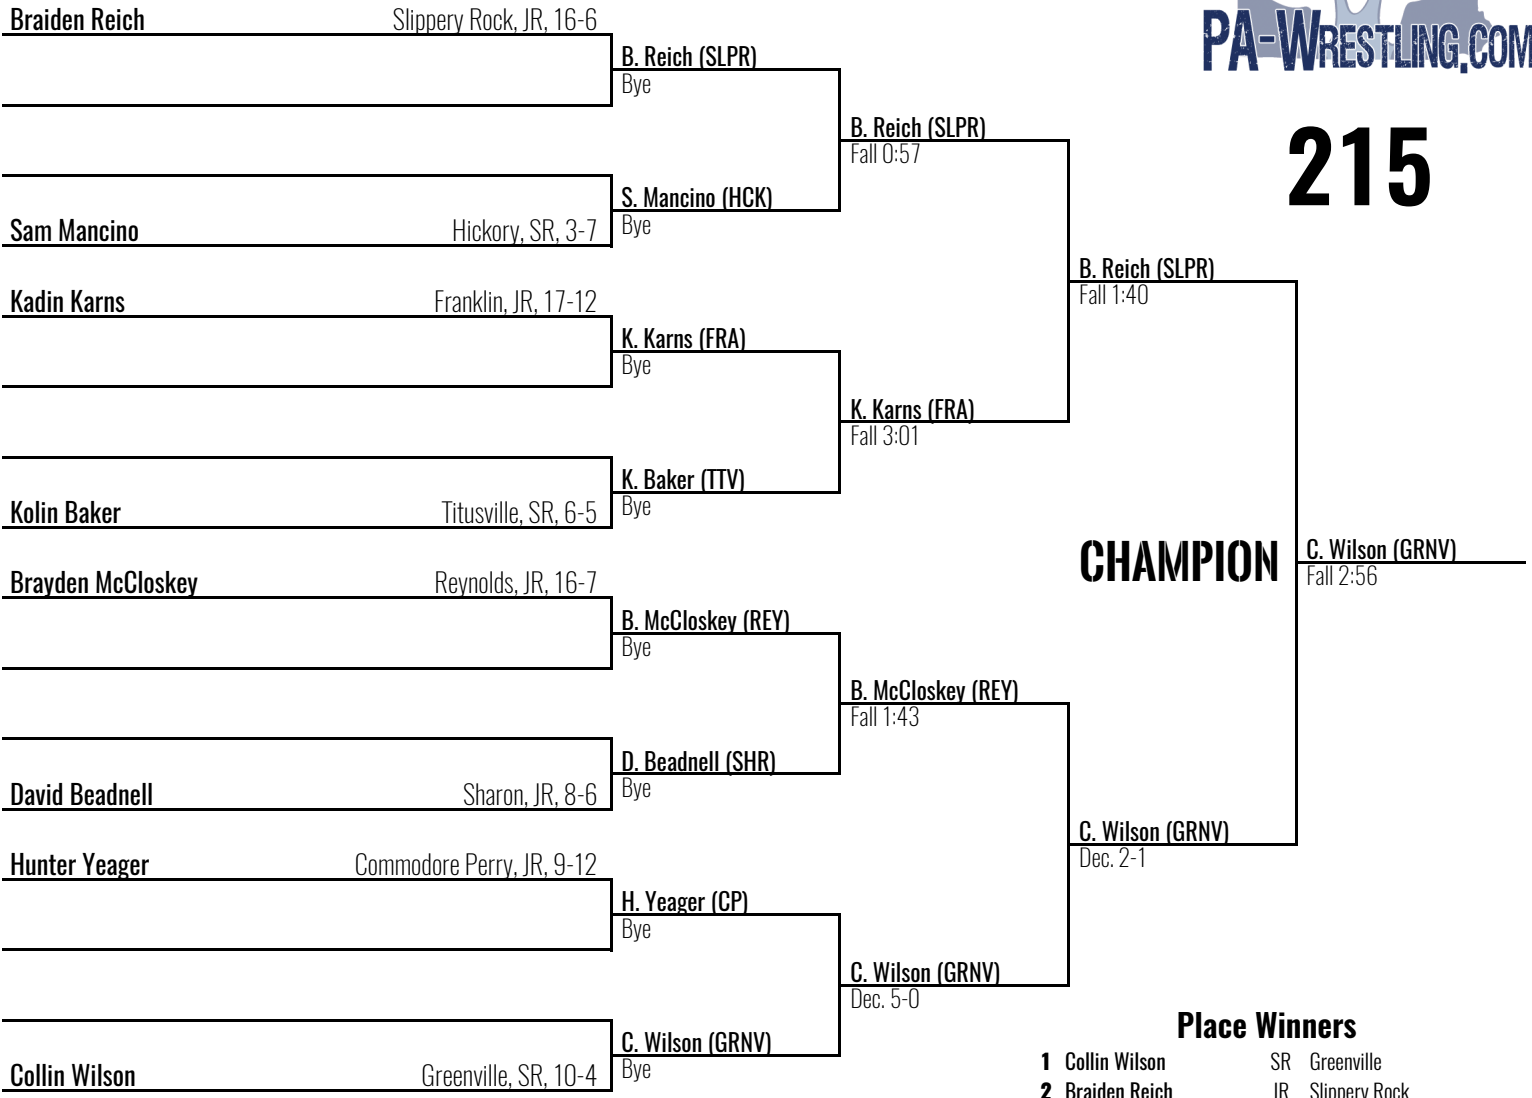 Braiden Reich Slippery Rock, JR, 16-6
PA-WRESTLING.COM
B. Reich (SLPR)
Bye
B. Reich (SLPR)
Fall 0:57
215
S. Mancino (HCK)
Bye
Sam Mancino Hickory, SR, 3-7
B. Reich (SLPR)
Fall 1:40
Kadin Karns Franklin, JR, 17-12
K. Karns (FRA)
Bye
K. Karns (FRA)
Fall 3:01
K. Baker (TTV)
Bye
Kolin Baker Titusville, SR, 6-5
CHAMPION
C. Wilson (GRNV)
Fall 2:56
Brayden McCloskey Reynolds, JR, 16-7
B. McCloskey (REY)
Bye
B. McCloskey (REY)
Fall 1:43
D. Beadnell (SHR)
Bye
David Beadnell Sharon, JR, 8-6
C. Wilson (GRNV)
Dec. 2-1
Hunter Yeager Commodore Perry, JR, 9-12
H. Yeager (CP)
Bye
C. Wilson (GRNV)
Dec. 5-0
C. Wilson (GRNV)
Bye
Collin Wilson Greenville, SR, 10-4
Place Winners
1 Collin Wilson SR Greenville
2 Braiden Reich JR Slippery Rock